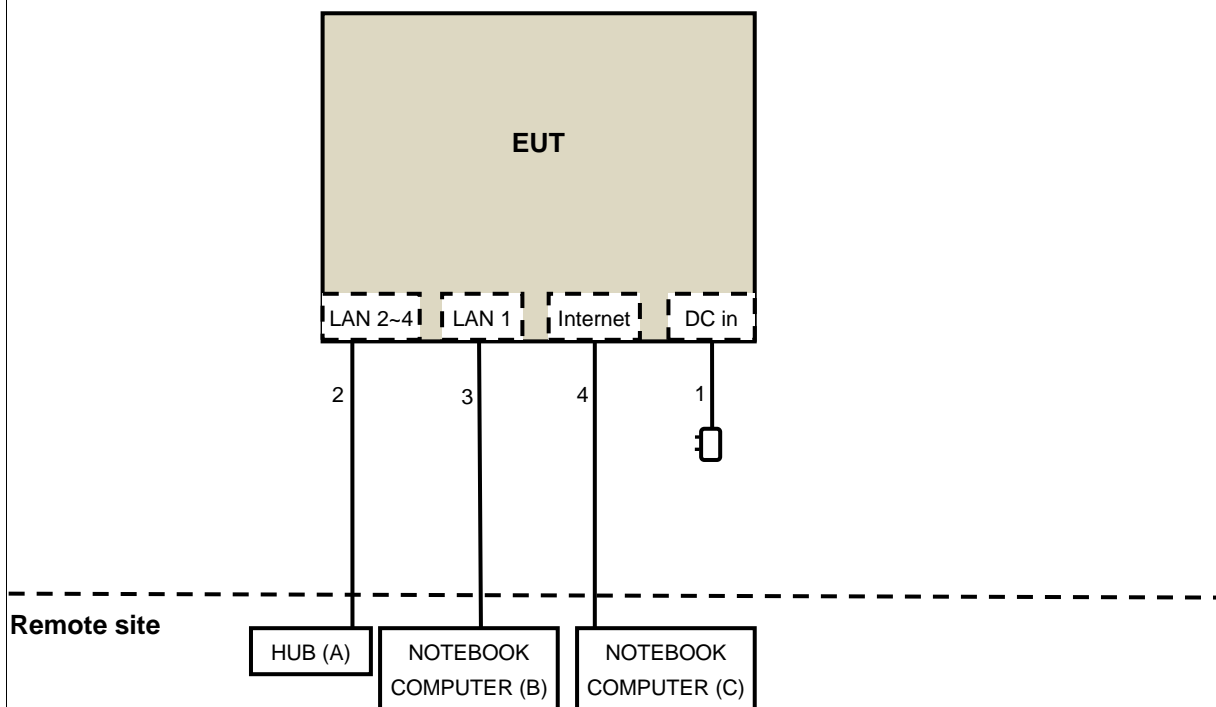 EUT
LAN 2~4
LAN 1
Internet
DC in
2
3
4
1
Remote site
HUB (A)
NOTEBOOK
COMPUTER (B)
NOTEBOOK
COMPUTER (C)